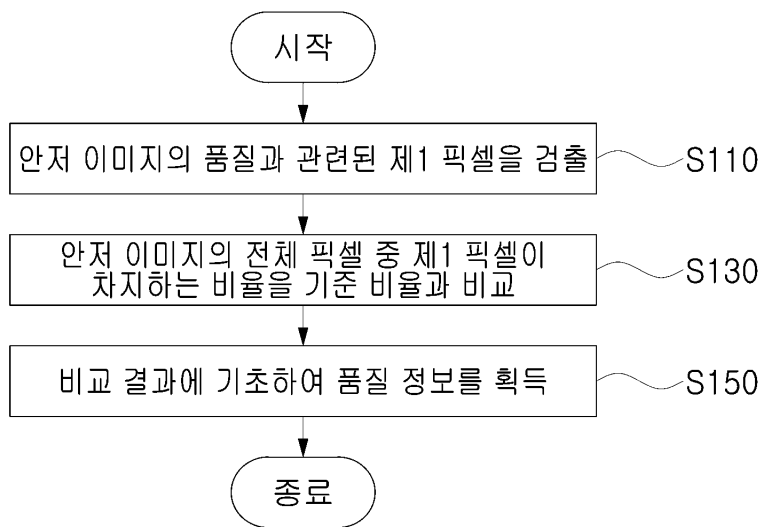 시작
안저 이미지의 품질과 관련된 제1 픽셀을 검출
S110
안저 이미지의 전체 픽셀 중 제1 픽셀이
차지하는 비율을 기준 비율과 비교
S130
비교 결과에 기초하여 품질 정보를 획득
S150
종료